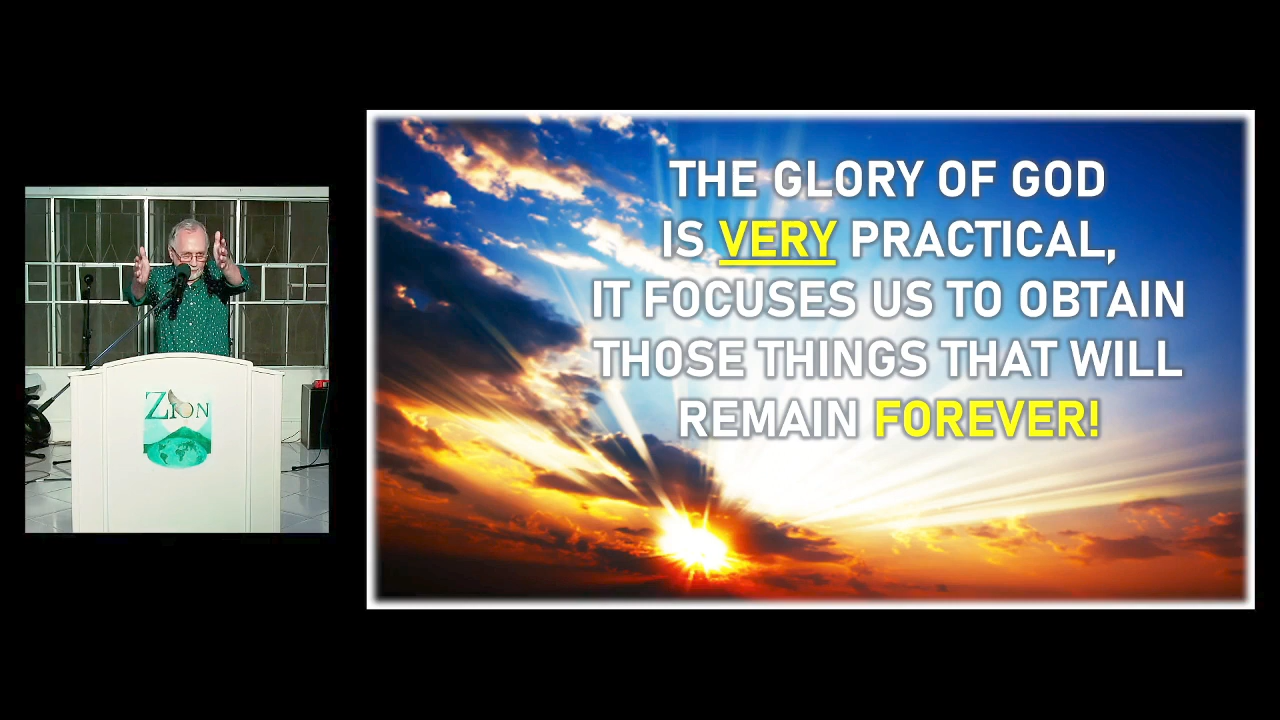 ZION
THE GLORY OF GOD
IS VERY PRACTICAL,
IT FOCUSES US TO OBTAIN
THOSE THINGS THAT WILL
REMAIN FOREVER!